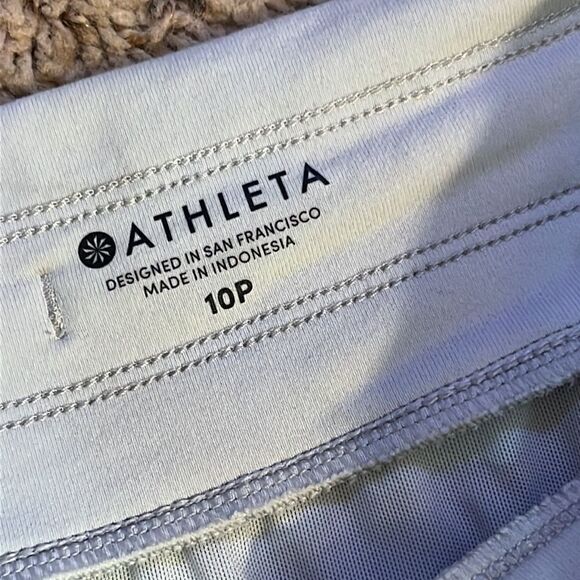 ATHLETA
DESIGNED IN SAN FRANCISCO
MADE IN INDONESIA
10P